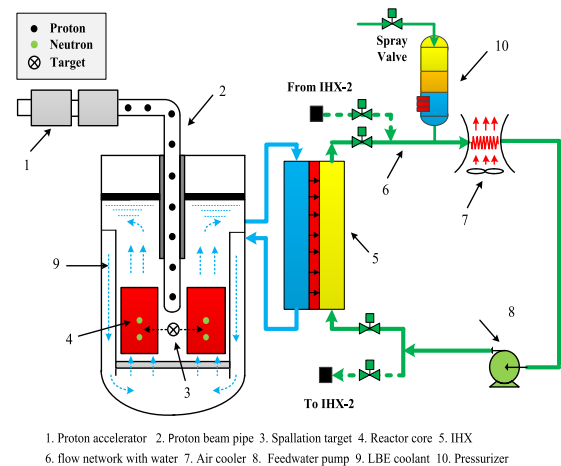 Proton
Neutron
Target
Spray
Valve
10
2
From IHX-2
1
6
7
9
5
8
4
3
To IHX-2
1. Proton accelerator 2. Proton beam pipe 3. Spallation target 4. Reactor core 5. IHX
6. flow network with water 7. Air cooler 8. Feedwater pump 9. LBE coolant 10. Pressurizer